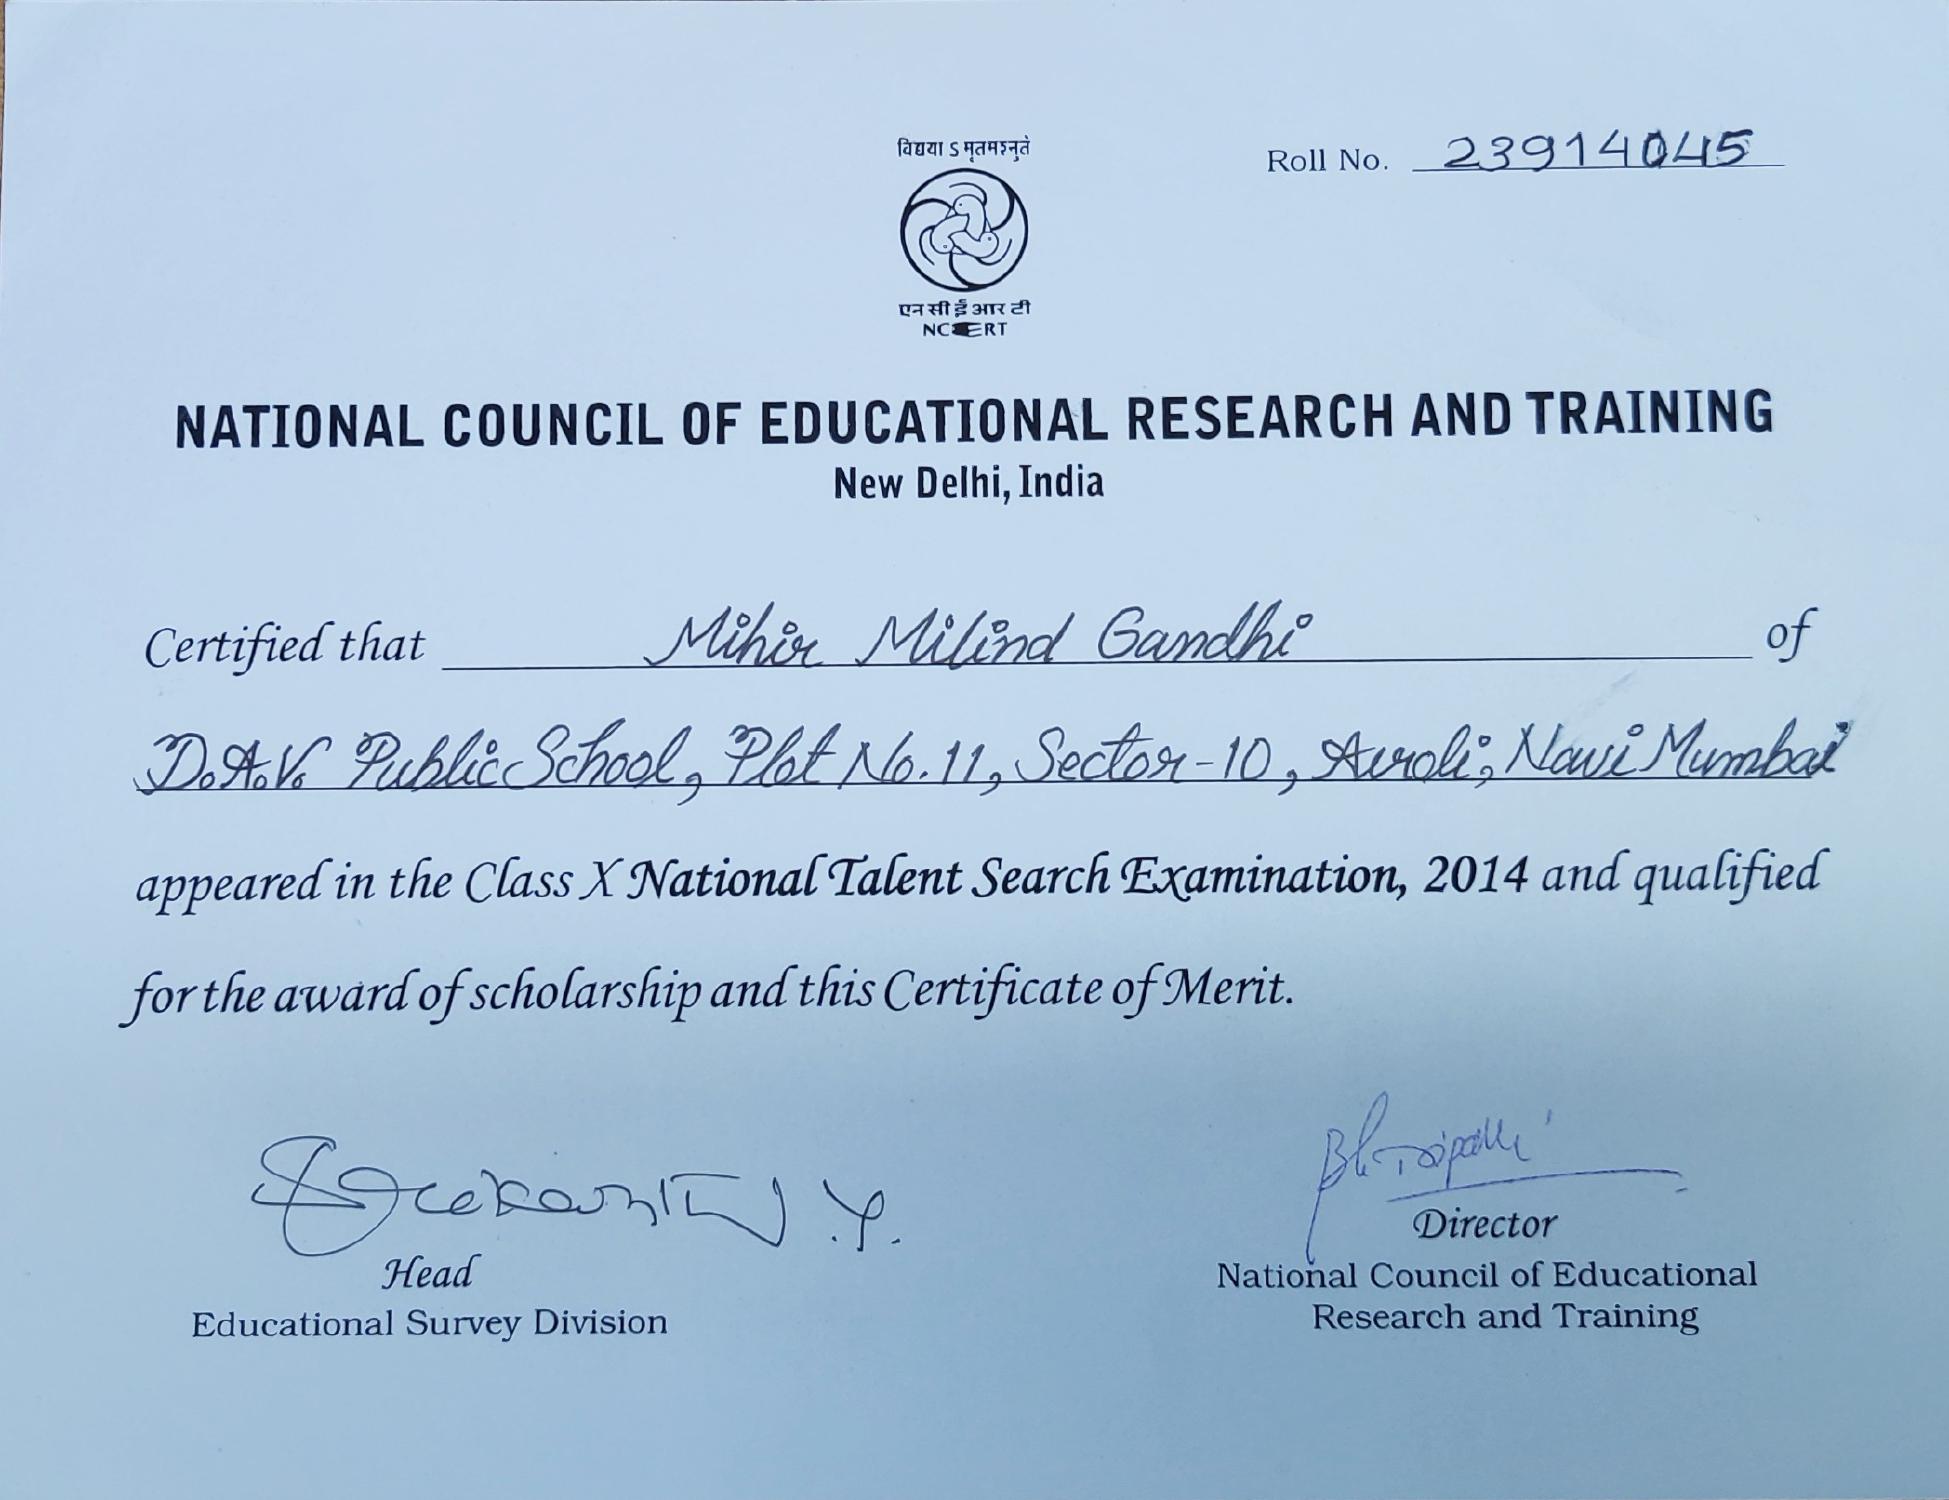 विद्यया ऽ मृतमश्नुते
Roll No. 23914045
एन सी ई आर टी
NCERT
NATIONAL COUNCIL OF EDUCATIONAL RESEARCH AND TRAINING
New Delhi, India
Certified that Mihir Milind Gandhi of
D.A.V. Public School, Plot No. 11, Sector-10, Airoli, Navi Mumbai
appeared in the Class X National Talent Search Examination, 2014 and qualified
for the award of scholarship and this Certificate of Merit.
Sreekanth Y.
Head
Educational Survey Division
BKTripathi
Director
National Council of Educational
Research and Training